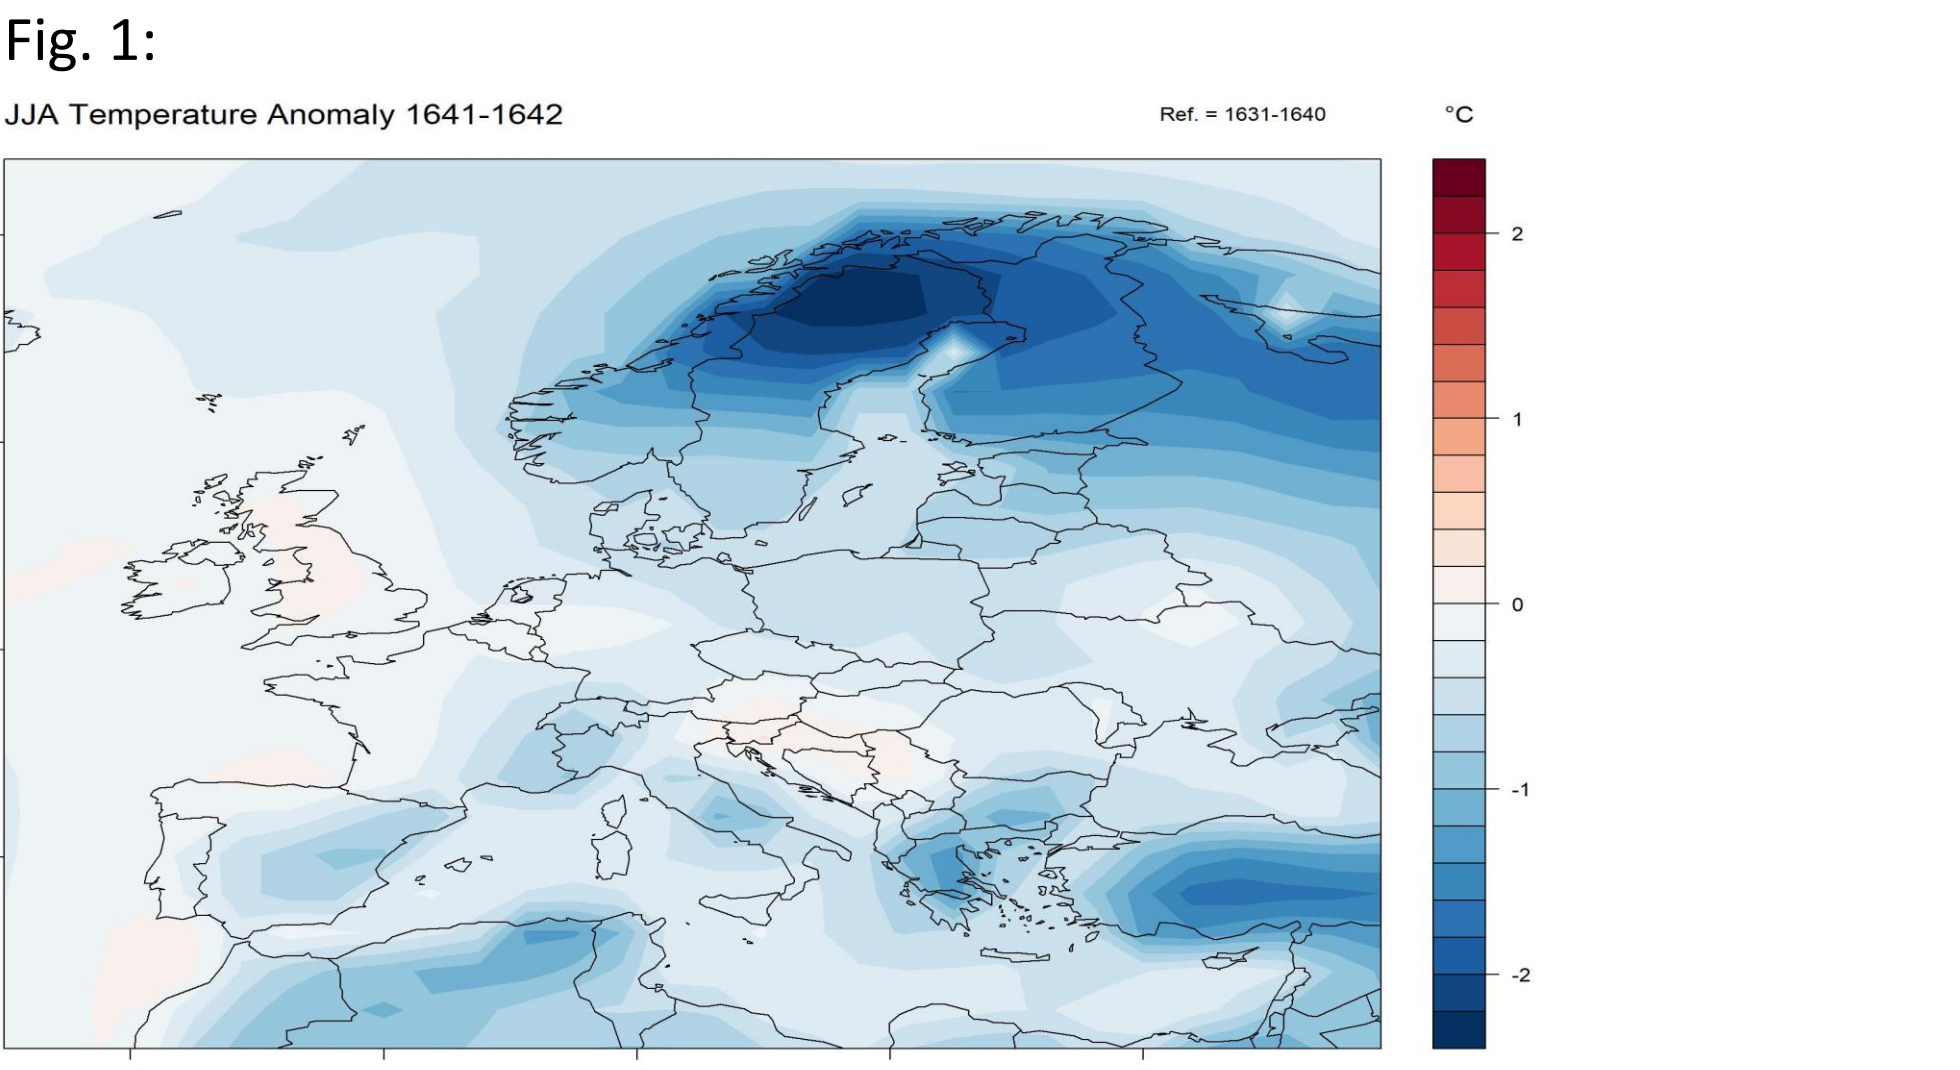 Fig. 1:
JJA Temperature Anomaly 1641-1642
Ref. = 1631-1640
°C
2
1
0
-1
-2